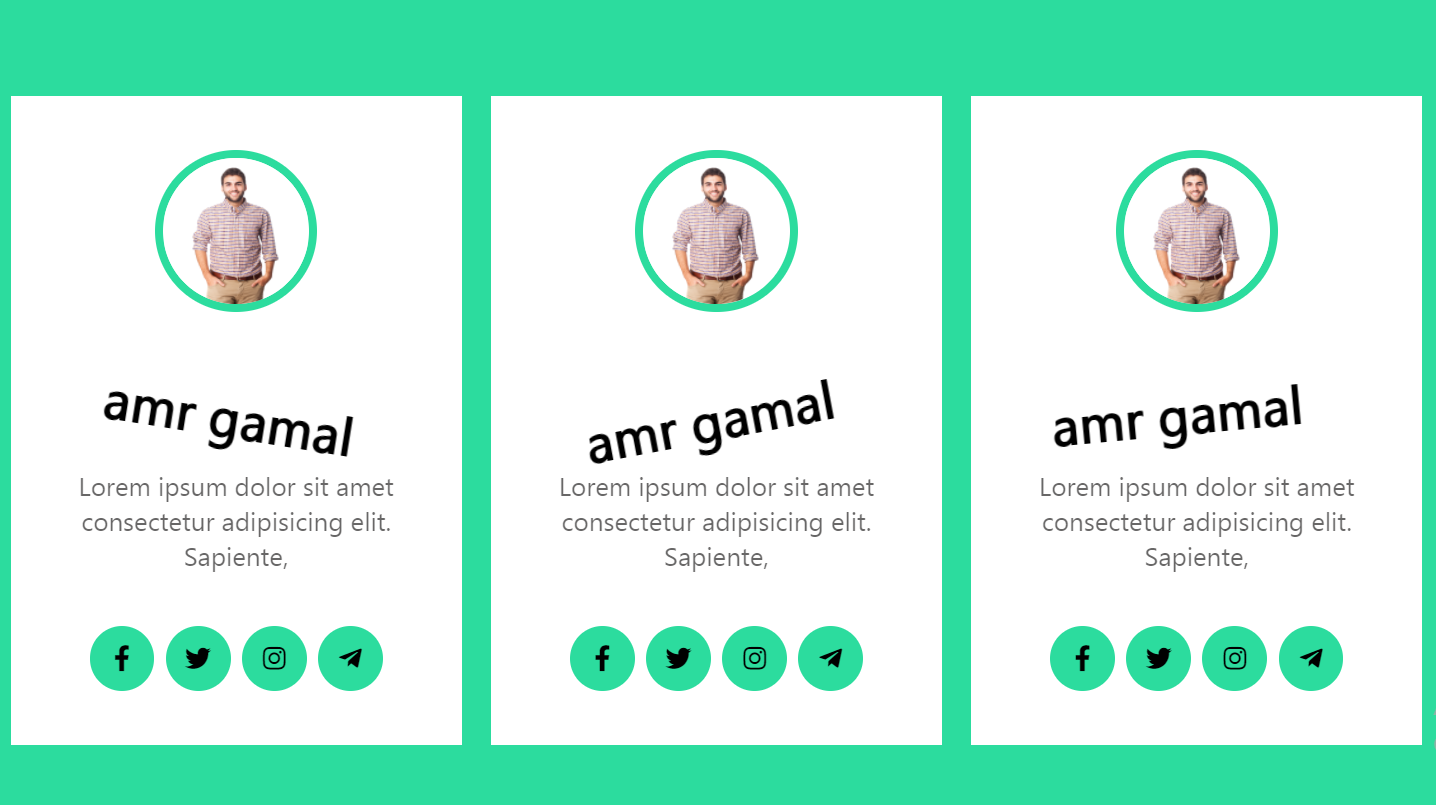 amr gamal
Lorem ipsum dolor sit amet
consectetur adipisicing elit.
Sapiente,
amr gamal
Lorem ipsum dolor sit amet
consectetur adipisicing elit.
Sapiente,
amr gamal
Lorem ipsum dolor sit amet
consectetur adipisicing elit.
Sapiente,